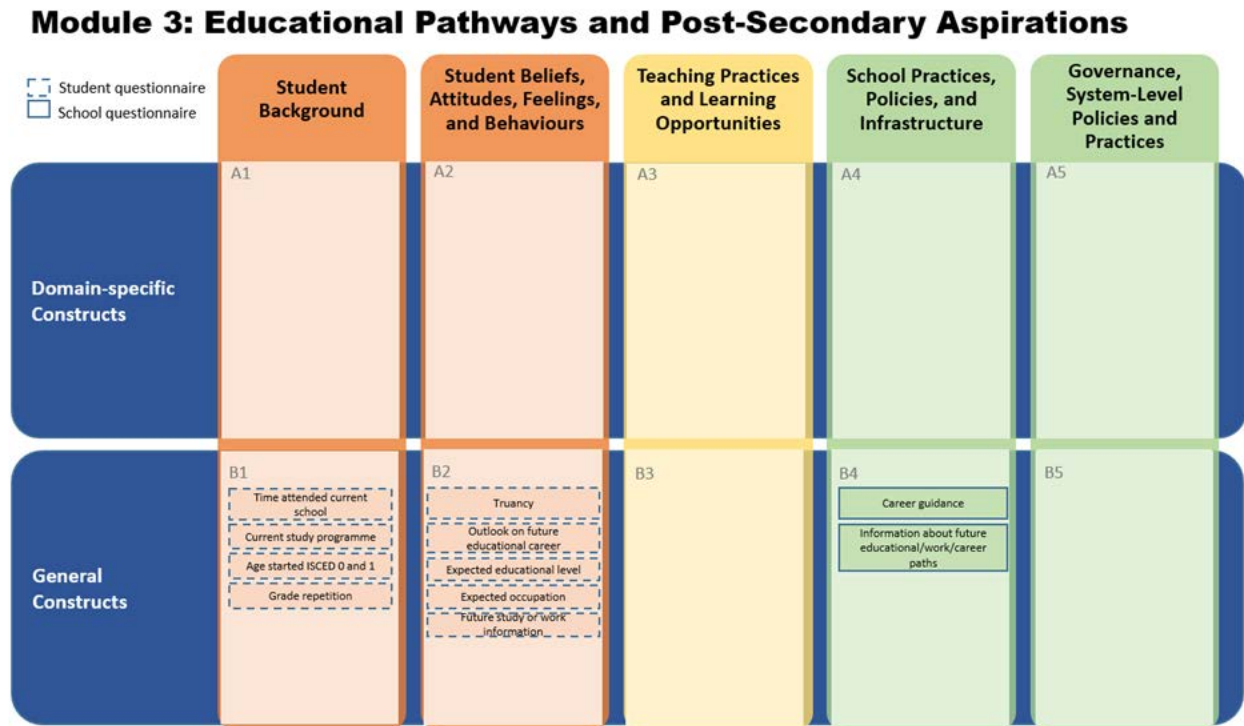 Module 3: Educational Pathways and Post-Secondary Aspirations
Student questionnaire
School questionnaire
Student
Background
Student Beliefs,
Attitudes, Feelings,
and Behaviours
Teaching Practices
and Learning
Opportunities
School Practices,
Policies, and
Infrastructure
Governance,
System-Level
Policies and
Practices
Domain-specific
Constructs
A1
A2
A3
A4
A5
General
Constructs
B1
Time attended current
school
Current study programme
Age started ISCED 0 and 1
Grade repetition
B2
Truancy
Outlook on future
educational career
Expected educational level
Expected occupation
Future study or work
information
B3
B4
Career guidance
Information about future
educational/work/career
paths
B5